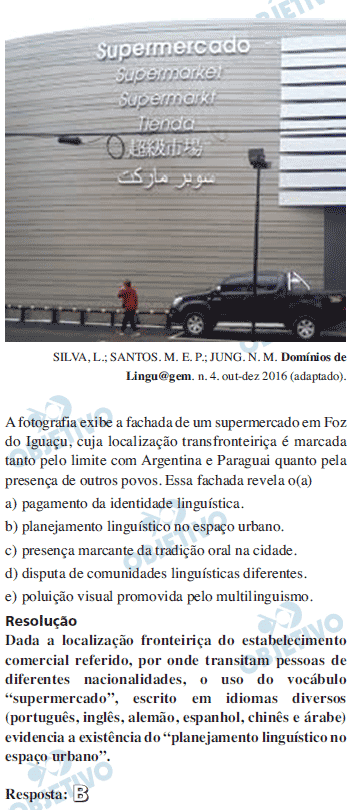 Supermercado
Supermarket
Supermarkt
Tienda
超級市場
سوبر ماركت
SILVA, L.; SANTOS. M. E. P.; JUNG. N. M. Domínios de
Lingu@gem. n. 4. out-dez 2016 (adaptado).
A fotografia exibe a fachada de um supermercado em Foz
do Iguaçu, cuja localização transfronteiriça é marcada
tanto pelo limite com Argentina e Paraguai quanto pela
presença de outros povos. Essa fachada revela o(a)
a) pagamento da identidade linguística.
b) planejamento linguístico no espaço urbano.
c) presença marcante da tradição oral na cidade.
d) disputa de comunidades linguísticas diferentes.
e) poluição visual promovida pelo multilinguismo.
Resolução
Dada a localização fronteiriça do estabelecimento
comercial referido, por onde transitam pessoas de
diferentes nacionalidades, o uso do vocábulo
“supermercado”, escrito em idiomas diversos
(português, inglês, alemão, espanhol, chinês e árabe)
evidencia a existência do “planejamento linguístico no
espaço urbano”.
Resposta: B
OBJETIVO
OBJETIVO
OBJETIVO
OBJETIVO
OBJETIVO
OBJETIVO